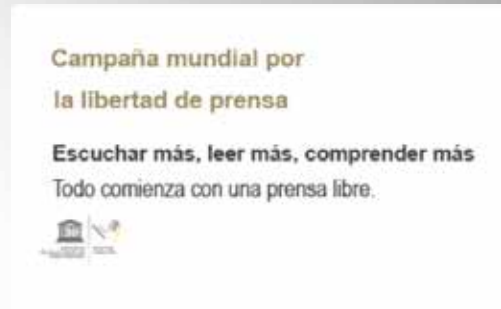 Campaña mundial por
la libertad de prensa
Escuchar más, leer más, comprender más
Todo comienza con una prensa libre.